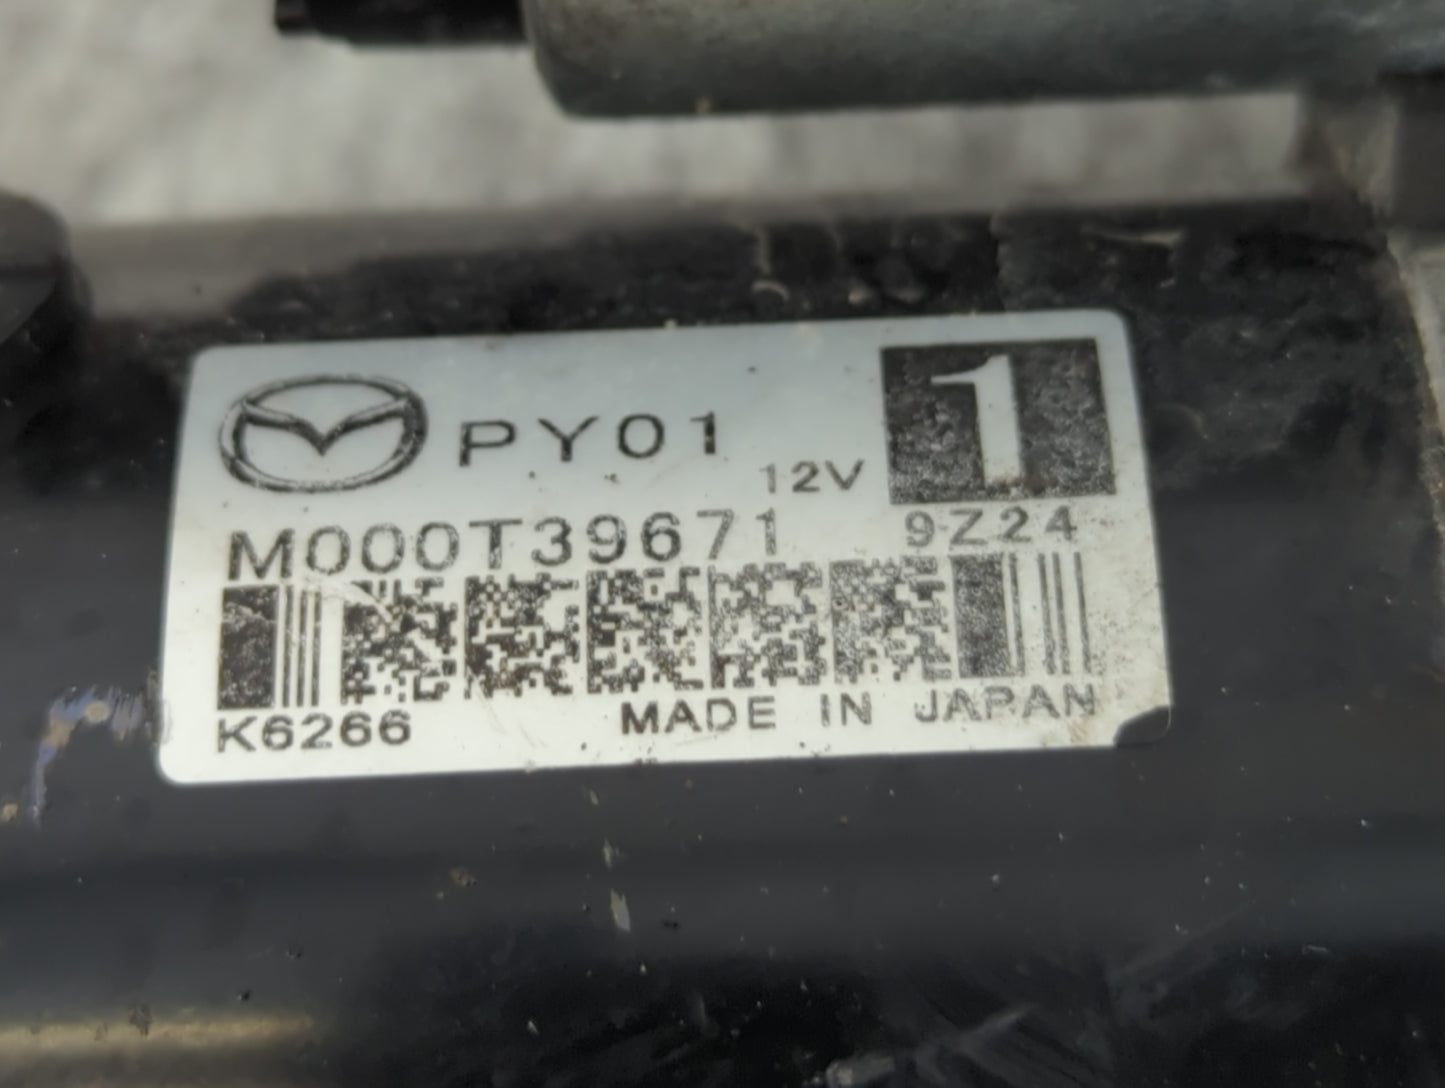 PY01
12V
1
M000T39671
9Z24
K6266
MADE IN JAPAN